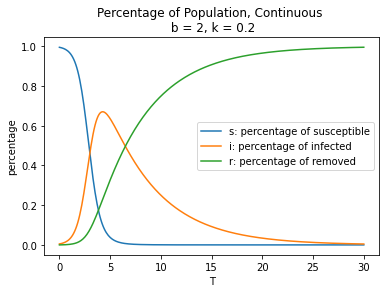 Percentage of Population, Continuous
b = 2, k = 0.2
percentage
1.0
0.8
0.6
0.4
0.2
0.0
s: percentage of susceptible
i: percentage of infected
r: percentage of removed
0 5 10 15 20 25 30
T